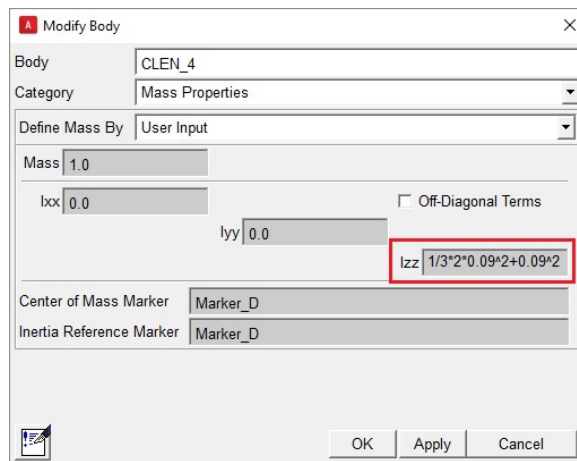 A Modify Body
Body CLEN_4
Category Mass Properties
Define Mass By User Input
Mass 1.0
Ixx 0.0 Off-Diagonal Terms
Iyy 0.0
Izz 1/3*2*0.09^2+0.09^2
Center of Mass Marker Marker_D
Inertia Reference Marker Marker_D
OK Apply Cancel